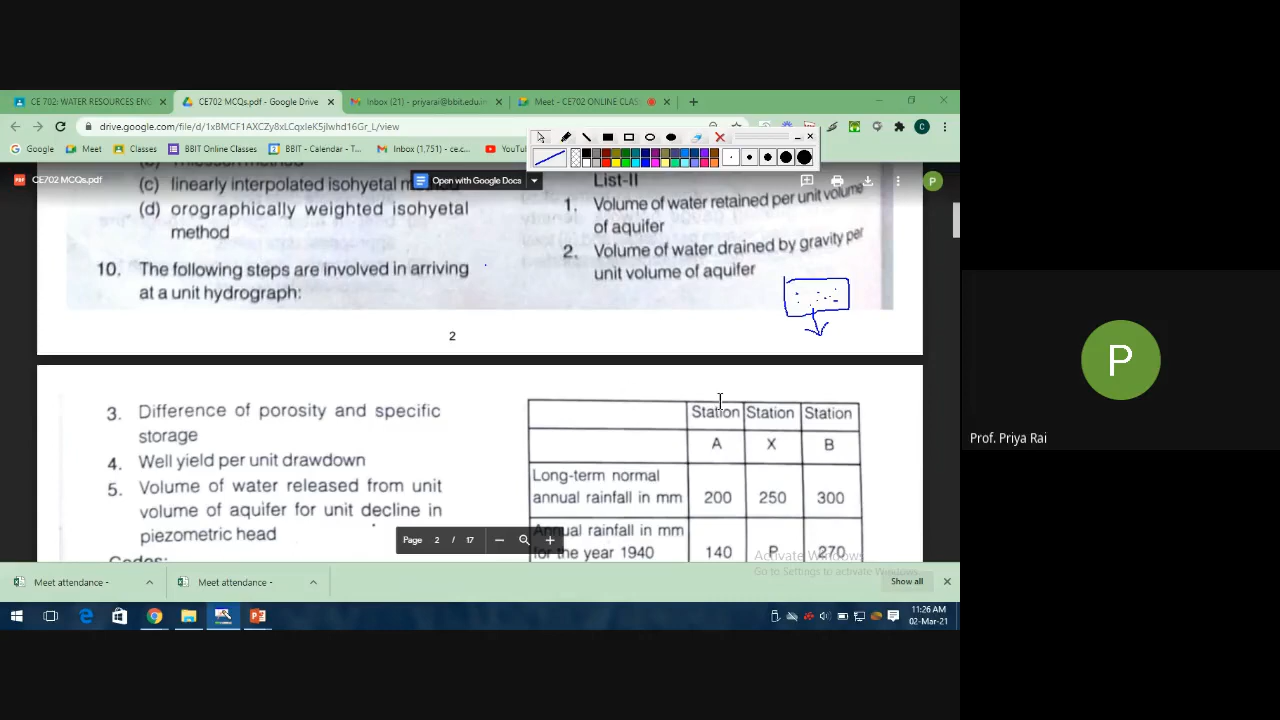 CE 702: WATER RESOURCES ENG
CE702 MCQs.pdf - Google Drive
Inbox (21) - priyarai@bbit.edu.in
Meet - CE702 ONLINE CLAS
drive.google.com/file/d/1x8MCF1AXCZy8xLCqxIeK5jlwhd16Gr_L/view
Google
Meet
Classes
BBIT Online Classes
BBIT - Calendar - T...
Inbox (1,751) - ce.c...
CE702 MCQs.pdf
Open with Google Docs
P
(c) linearly interpolated isohyetal
(d) orographically weighted isohyetal
method
10. The following steps are involved in arriving
at a unit hydrograph:
List-II
1. Volume of water retained per unit volume
of aquifer
2. Volume of water drained by gravity per
unit volume of aquifer
2
3. Difference of porosity and specific
storage
4. Well yield per unit drawdown
5. Volume of water released from unit
volume of aquifer for unit decline in
piezometric head
Station Station Station
A X B
Long-term normal
annual rainfall in mm 200 250 300
Annual rainfall in mm
for the year 1940 140 P 270
Page 2 / 17
Activate Windows
Go to Settings to activate Windows.
Meet attendance -
Meet attendance -
Show all
11:26 AM
02-Mar-21
P
Prof. Priya Rai